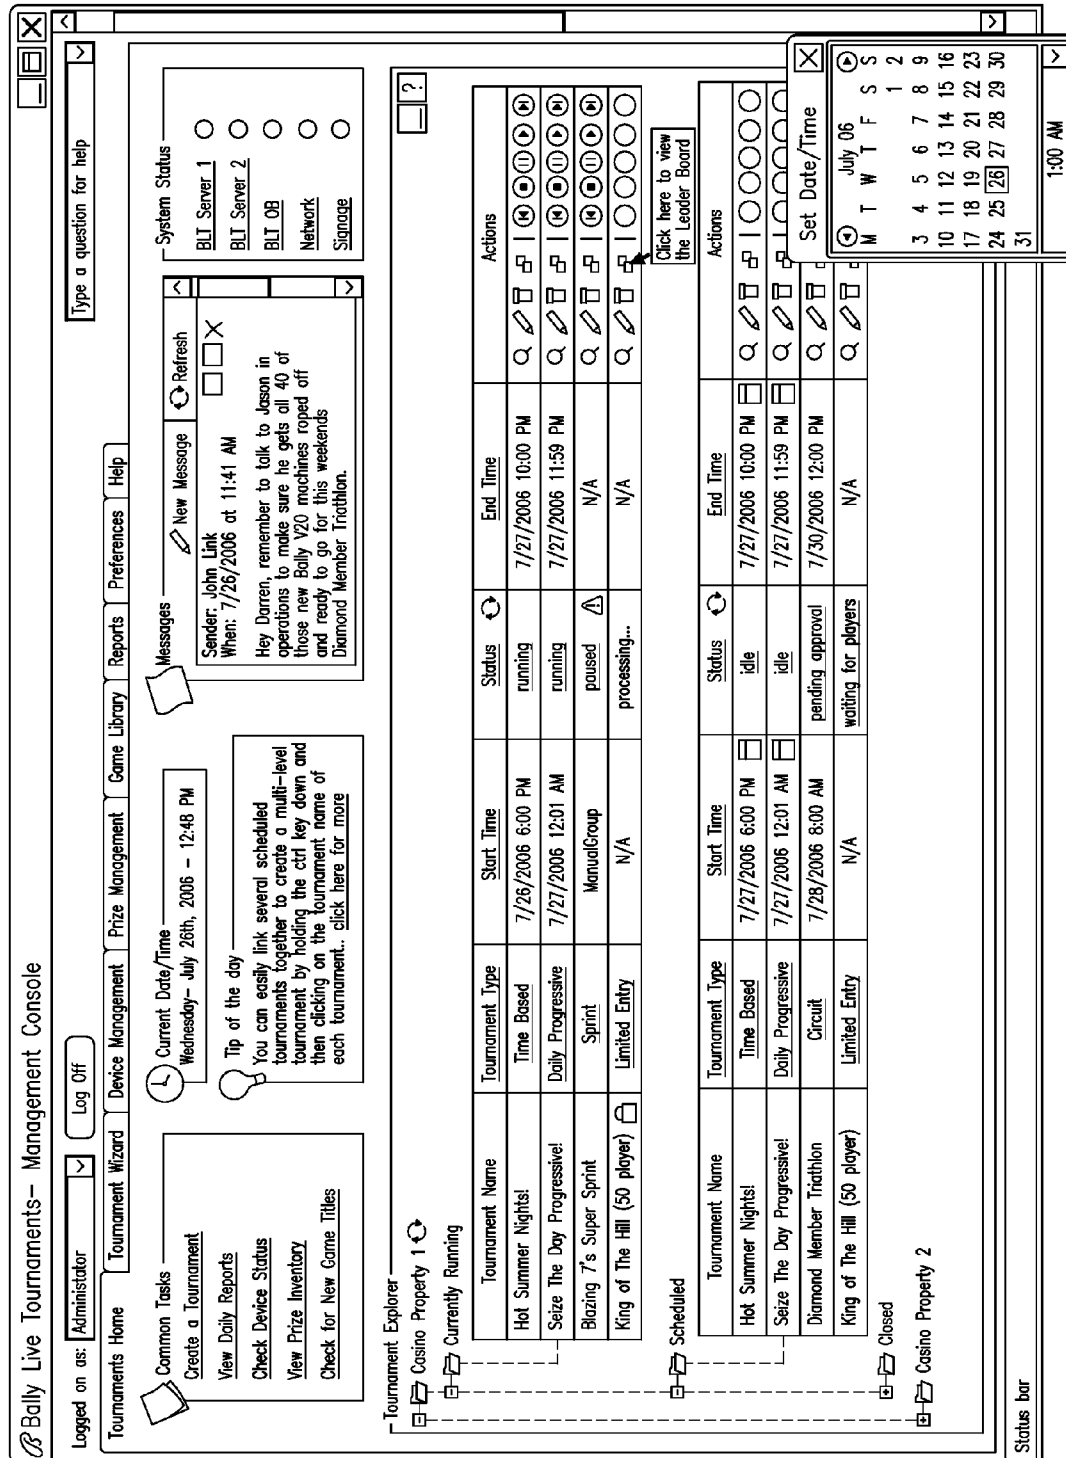 Bally Live Tournaments- Management Console
Logged on as: Administator
Log Off
Type a question for help
Tournaments Home
Tournament Wizard
Device Management
Prize Management
Game Library
Reports
Preferences
Help
Common Tasks
Create a Tournament
View Daily Reports
Check Device Status
View Prize Inventory
Check for New Game Titles
Current Date/Time
Wednesday- July 26th, 2006 - 12:48 PM
Tip of the day
You can easily link several scheduled
tournaments together to create a multi-level
tournament by holding the ctrl key down and
then clicking on the tournament name of
each tournament.. click here for more
Messages
New Message
Refresh
Sender: John Link
When: 7/26/2006 at 11:41 AM
Hey Darren, remember to talk to Jason in
operations to make sure he gets all 40 of
those new Bally V20 machines roped off
and ready to go for this weekends
Diamond Member Triathlon.
System Status
BLT Server 1
BLT Server 2
BLT OB
Network
Signage
Tournament Explorer
?
Casino Property 1
Currently Running
Tournament Name Tournament Type Start Time Status End Time Actions
Hot Summer Nights! Time Based 7/26/2006 6:00 PM running 7/27/2006 10:00 PM
Seize The Day Progressive! Daily Progressive 7/27/2006 12:01 AM running 7/27/2006 11:59 PM
Blazing 7's Super Sprint Sprint ManualGroup paused N/A
King of The Hill (50 player) Limited Entry N/A processing... N/A
Click here to view
the Leader Board
Scheduled
Tournament Name Tournament Type Start Time Status End Time Actions
Hot Summer Nights! Time Based 7/27/2006 6:00 PM idle 7/27/2006 10:00 PM
Seize The Day Progressive! Daily Progressive 7/27/2006 12:01 AM idle 7/27/2006 11:59 PM
Diamond Member Triathlon Circuit 7/28/2006 8:00 AM pending approval 7/30/2006 12:00 PM
King of The Hill (50 player) Limited Entry N/A waiting for players N/A
Set Date/Time
July 06
M T W T F S S
1 2
3 4 5 6 7 8 9
10 11 12 13 14 15 16
17 18 19 20 21 22 23
24 25 26 27 28 29 30
31
1:00 AM
Closed
Casino Property 2
Status bar